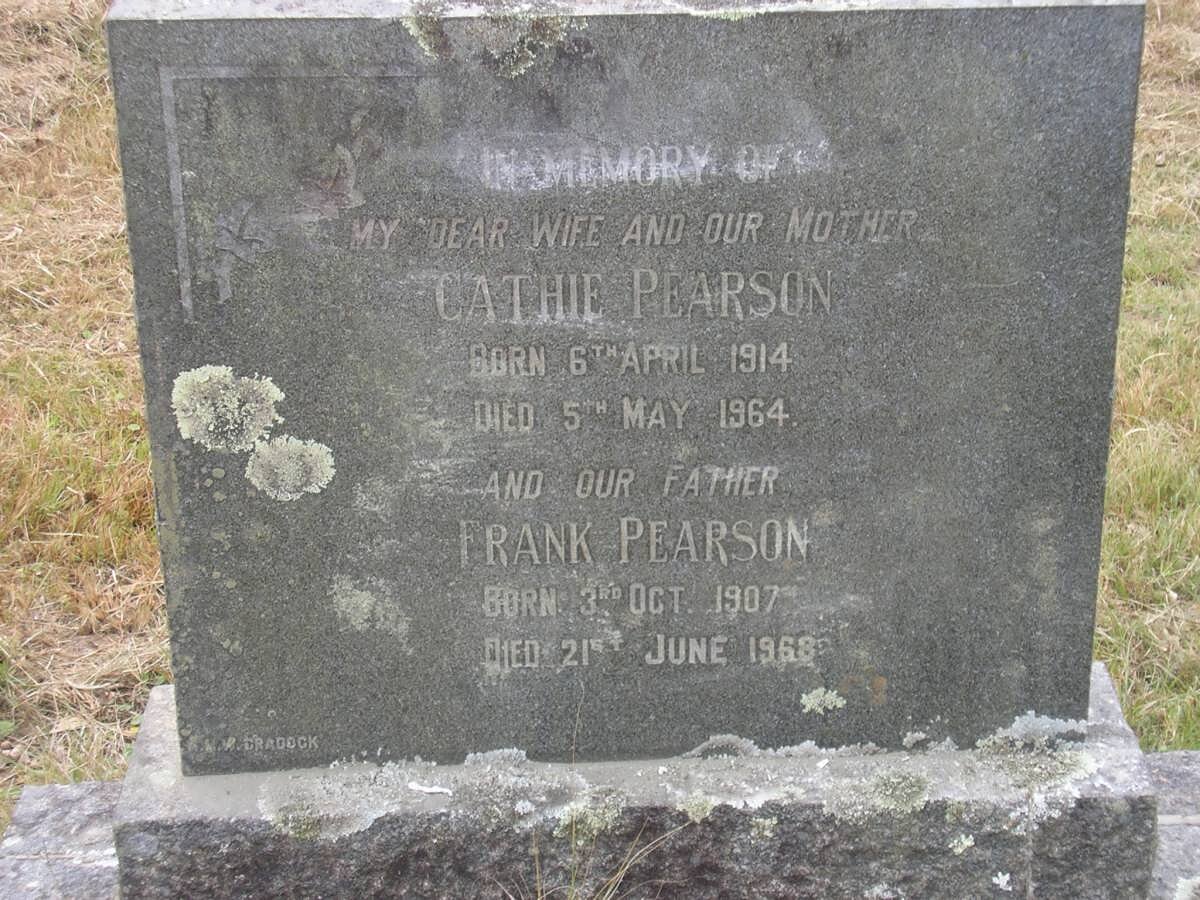 IN MEMORY OF
MY DEAR WIFE AND OUR MOTHER
CATHIE PEARSON
BORN 6TH APRIL 1914
DIED 5TH MAY 1964.
AND OUR FATHER
FRANK PEARSON
BORN 3RD OCT. 1907
DIED 21ST JUNE 1968
CRADOCK